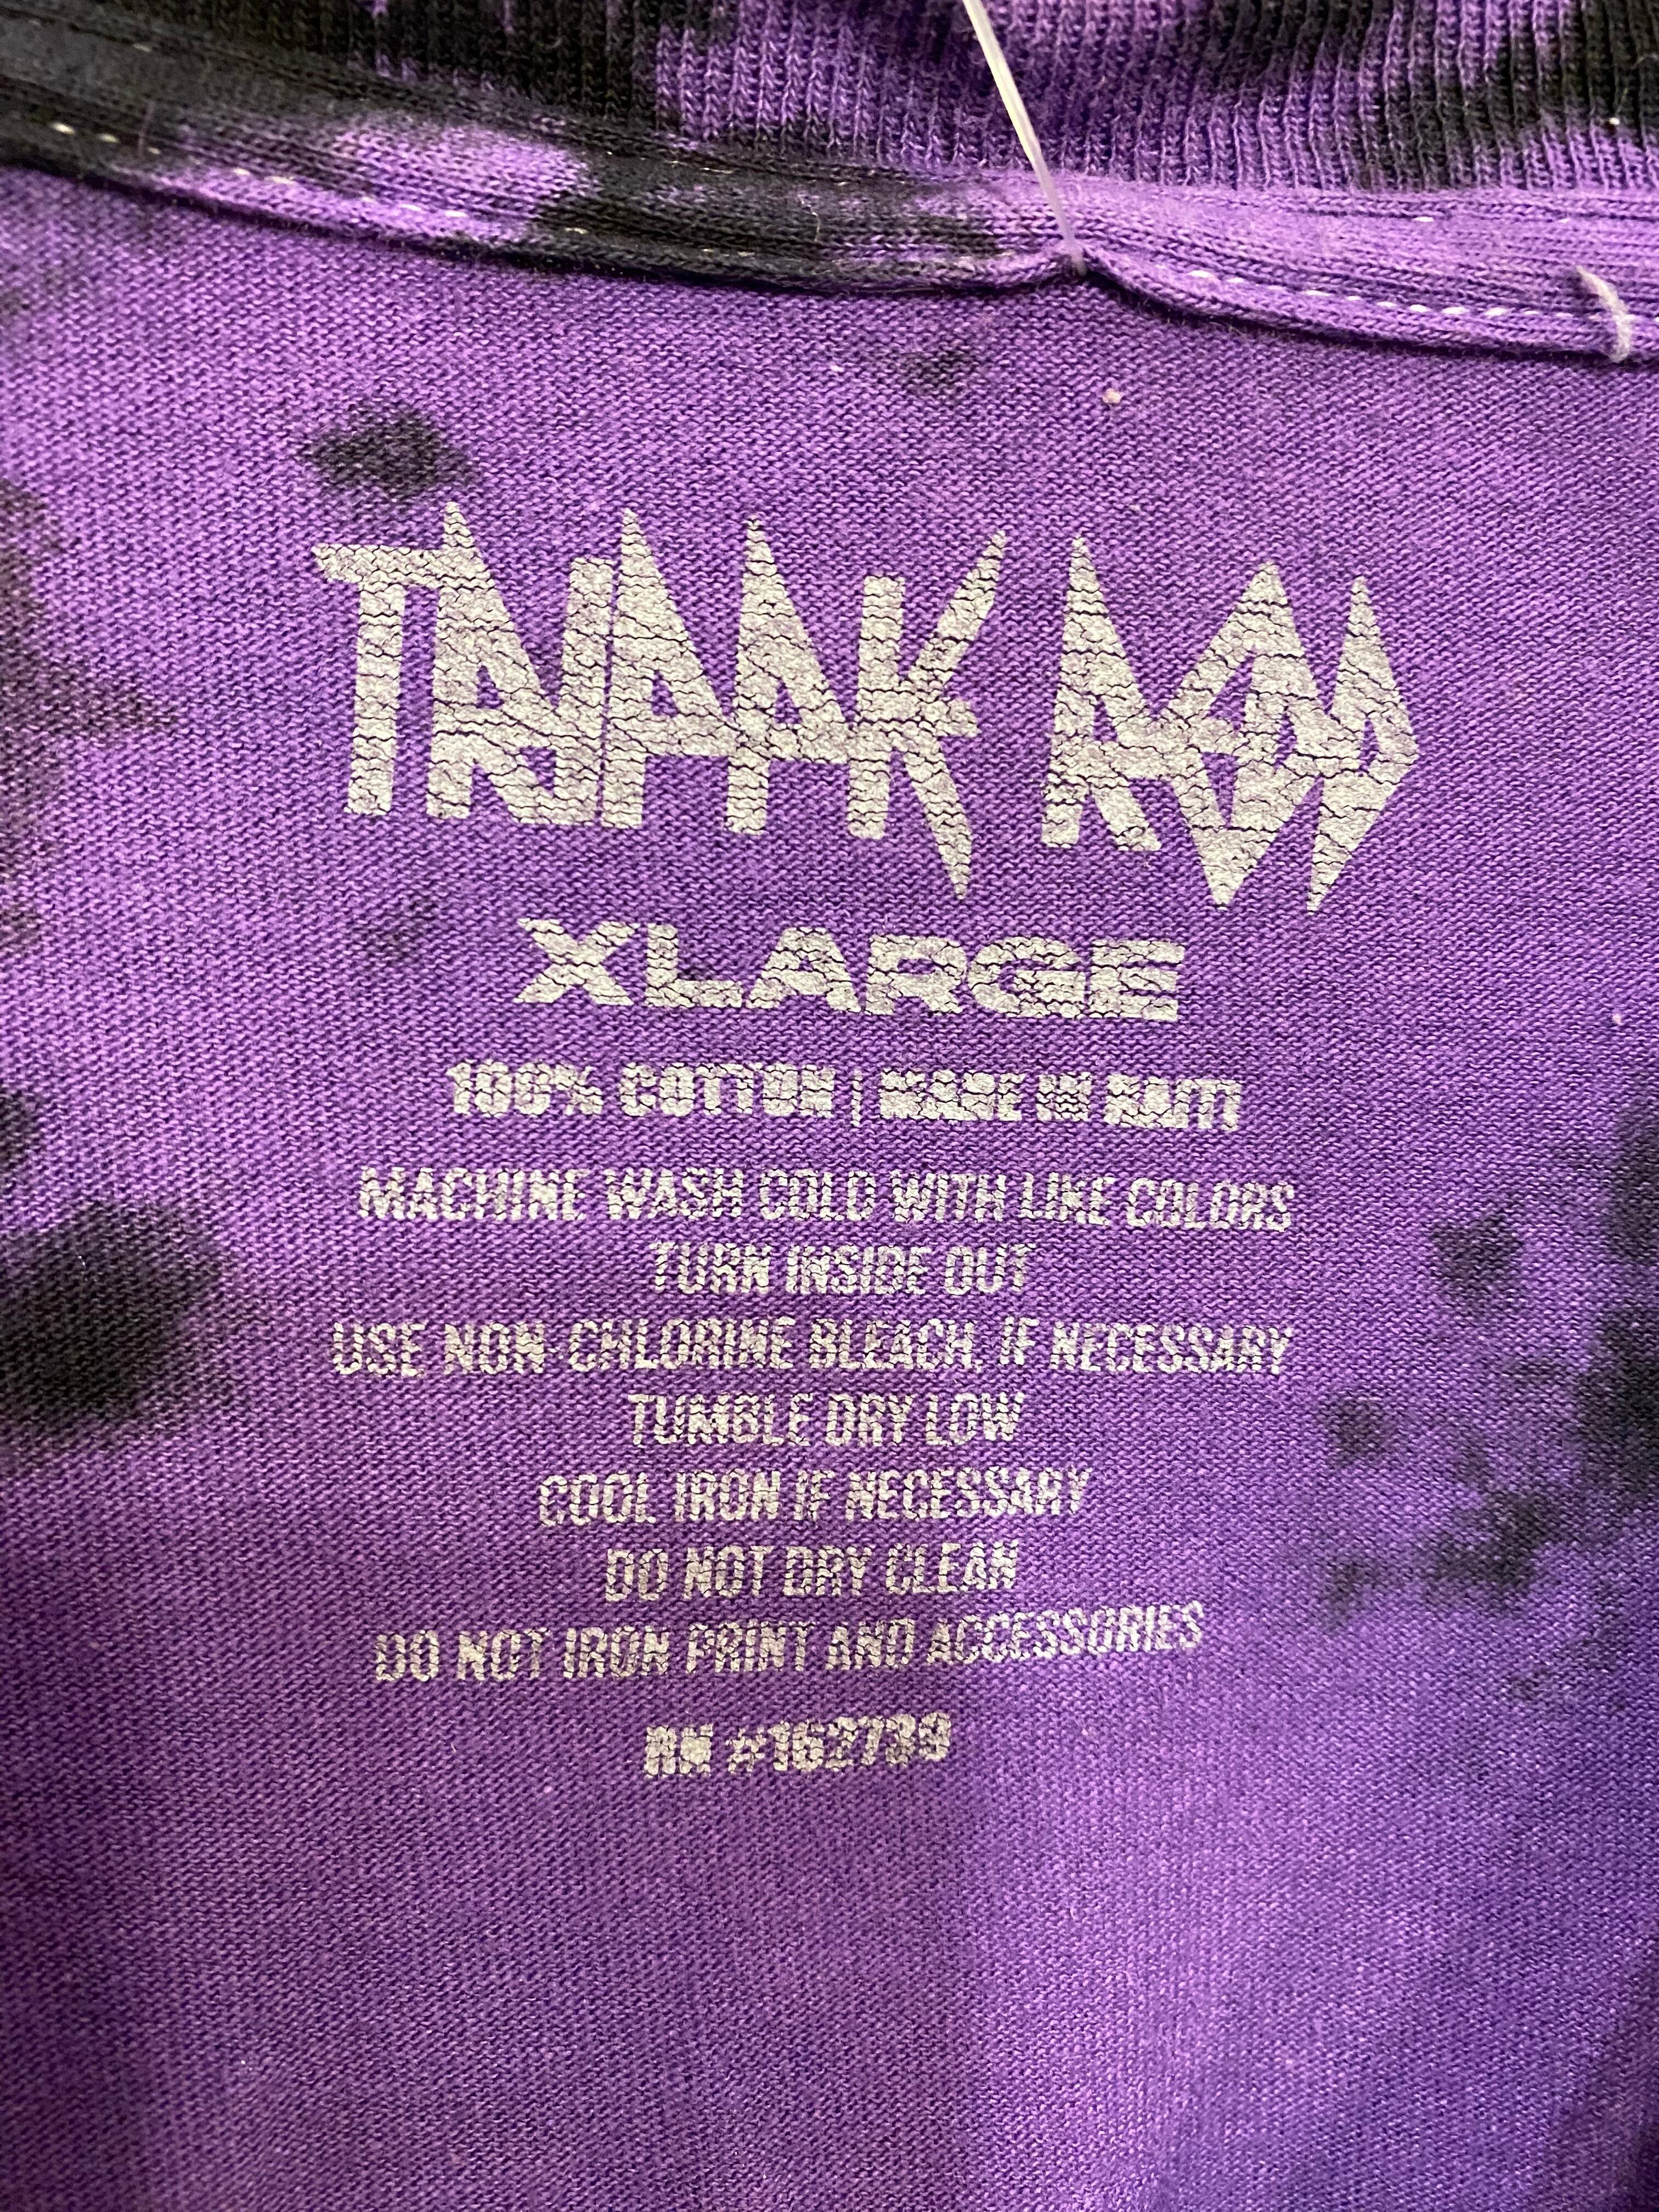 XLARGE
100% COTTON | MADE IN HAITI
MACHINE WASH COLD WITH LIKE COLORS
TURN INSIDE OUT
USE NON-CHLORINE BLEACH, IF NECESSARY
TUMBLE DRY LOW
COOL IRON IF NECESSARY
DO NOT DRY CLEAN
DO NOT IRON PRINT AND ACCESSORIES
RN #162739